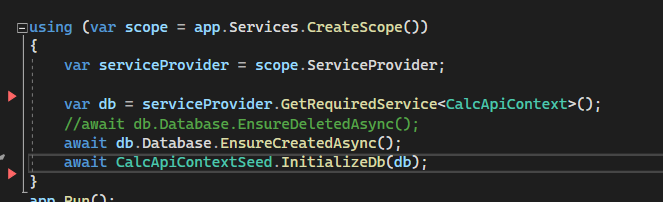 using (var scope = app.Services.CreateScope())
{
var serviceProvider = scope.ServiceProvider;
var db = serviceProvider.GetRequiredService<CalcApiContext>();
//await db.Database.EnsureDeletedAsync();
await db.Database.EnsureCreatedAsync();
await CalcApiContextSeed.InitializeDb(db);
}
app.Run();